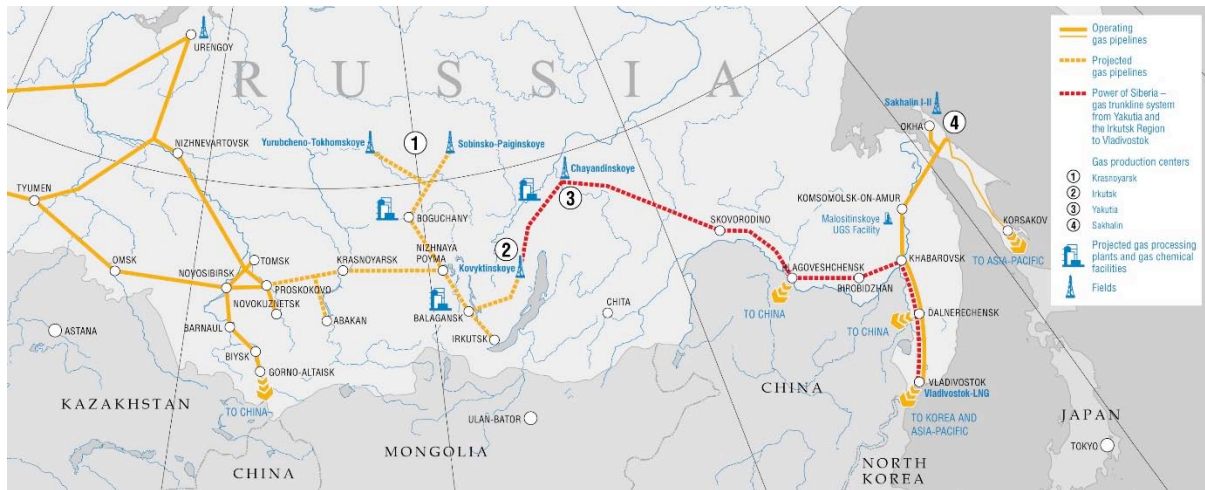 URENGOY
RUSSIA
NIZHNEVARTOVSK
TYUMEN
OMSK
NOVOSIBIRSK
TOMSK
PROSKOKOVO
NOVOKUZNETSK
BARNAUL
BIYSK
GORNO-ALTAISK
ABAKAN
KRASNOYARSK
ASTANA
KAZAKHSTAN
TO CHINA
CHINA
MONGOLIA
ULAN-BATOR
Yurubcheno-Tokhomskoye
1
Sobinsko-Paiginskoye
BOGUCHANY
NIZHNAYA
POYMA
2
Kovyktinskoye
BALAGANSK
IRKUTSK
CHITA
Chayandinskoye
3
SKOVORODINO
BLAGOVESHCHENSK
BIROBIDZHAN
TO CHINA
CHINA
Sakhalin I-II
OKHA
4
KOMSOMOLSK-ON-AMUR
Malositinskoye
UGS Facility
KHABAROVSK
KORSAKOV
TO ASIA-PACIFIC
DALNERECHENSK
TO CHINA
VLADIVOSTOK
Vladivostok-LNG
TO KOREA AND
ASIA-PACIFIC
NORTH
KOREA
JAPAN
TOKYO
Operating
gas pipelines
Projected
gas pipelines
Power of Siberia –
gas trunkline system
from Yakutia and
the Irkutsk Region
to Vladivostok
Gas production centers
1 Krasnoyarsk
2 Irkutsk
3 Yakutia
4 Sakhalin
Projected gas processing
plants and gas chemical
facilities
Fields